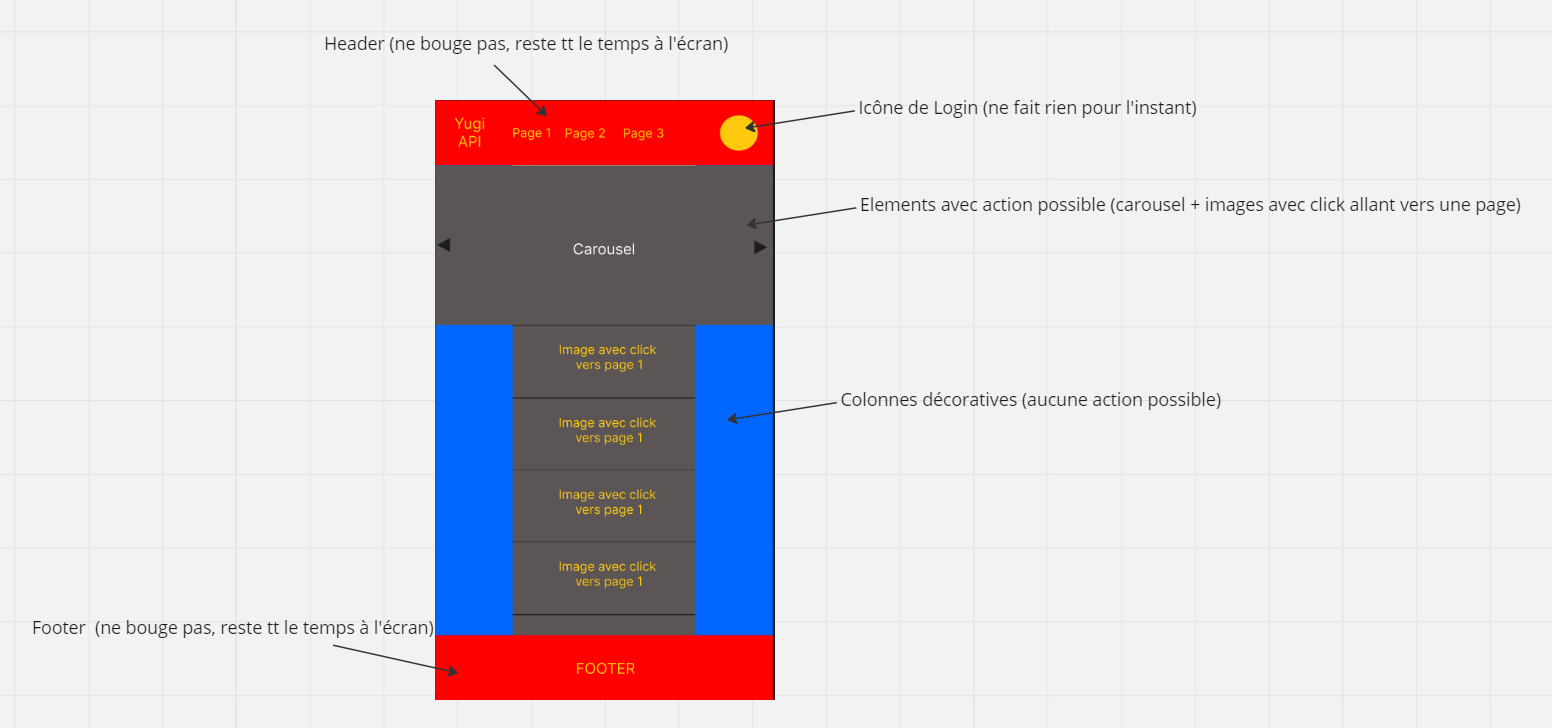 Header (ne bouge pas, reste tt le temps à l'écran)
Icône de Login (ne fait rien pour l'instant)
Yugi
API
Page 1
Page 2
Page 3
Elements avec action possible (carousel + images avec click allant vers une page)
Carousel
Image avec click
vers page 1
Colonnes décoratives (aucune action possible)
Image avec click
vers page 1
Image avec click
vers page 1
Image avec click
vers page 1
Footer (ne bouge pas, reste tt le temps à l'écran)
FOOTER